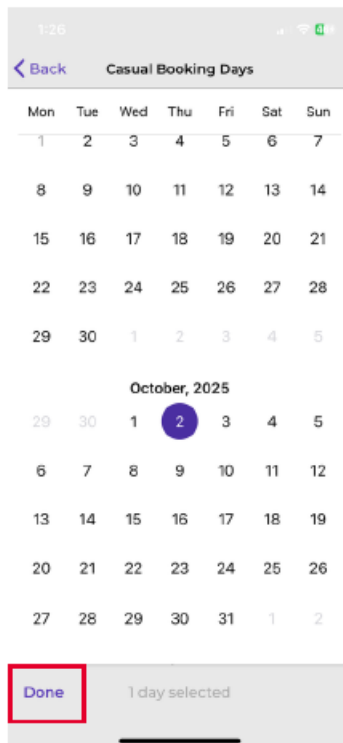 1:26
Back Casual Booking Days
Mon Tue Wed Thu Fri Sat Sun
1 2 3 4 5 6 7
8 9 10 11 12 13 14
15 16 17 18 19 20 21
22 23 24 25 26 27 28
29 30 1 2 3 4 5
October, 2025
29 30 1 2 3 4 5
6 7 8 9 10 11 12
13 14 15 16 17 18 19
20 21 22 23 24 25 26
27 28 29 30 31 1 2
Done 1 day selected